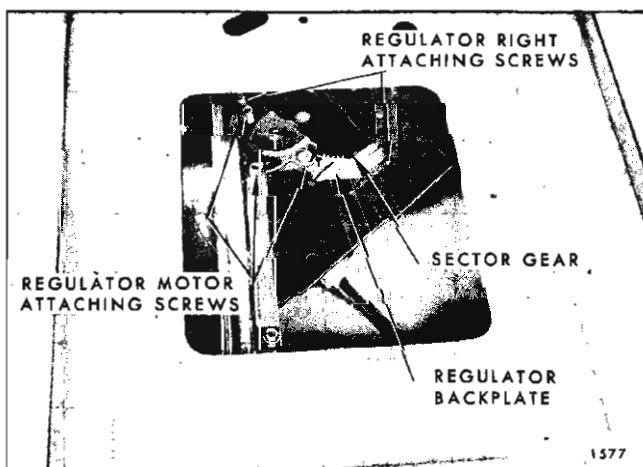 REGULATOR RIGHT
ATTACHING SCREWS
SECTOR GEAR
REGULATOR MOTOR
ATTACHING SCREWS
REGULATOR
BACKPLATE
1577